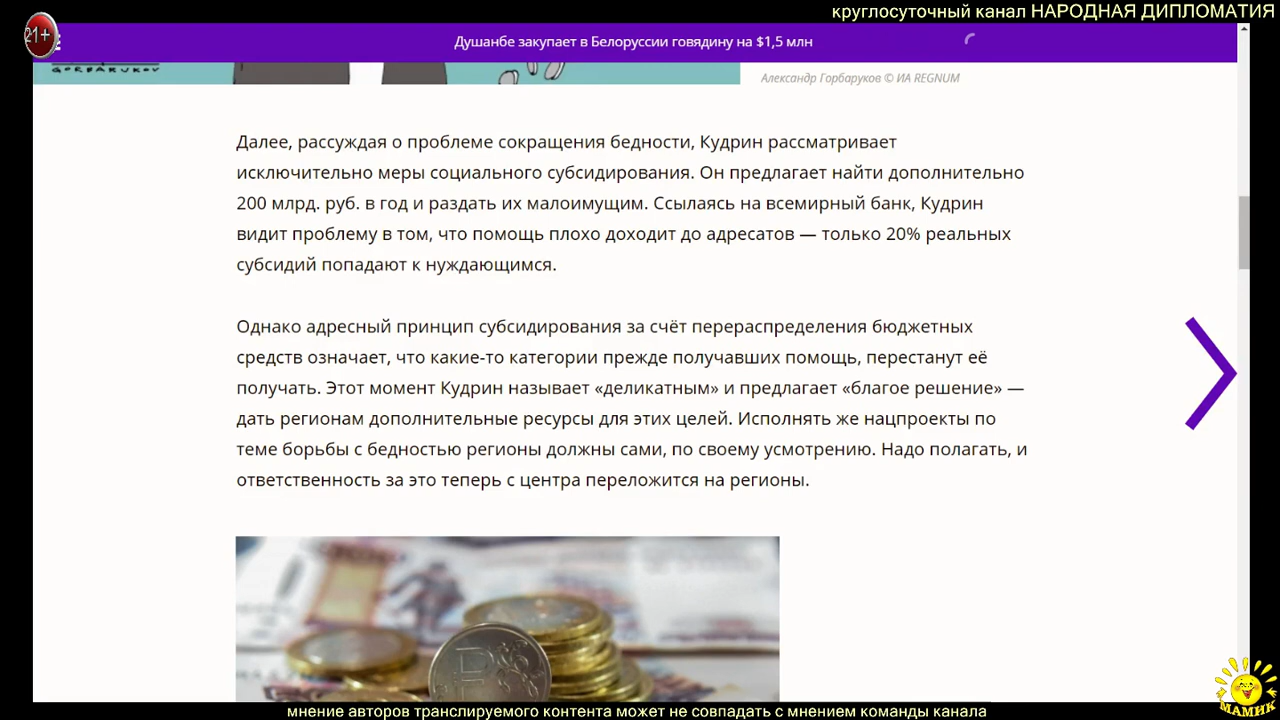 круглосуточный канал НАРОДНАЯ ДИПЛОМАТИЯ
21+
Душанбе закупает в Белоруссии говядину на $1,5 млн
GORBARUKOV
Александр Горбаруков © ИА REGNUM
Далее, рассуждая о проблеме сокращения бедности, Кудрин рассматривает
исключительно меры социального субсидирования. Он предлагает найти дополнительно
200 млрд. руб. в год и раздать их малоимущим. Ссылаясь на всемирный банк, Кудрин
видит проблему в том, что помощь плохо доходит до адресатов — только 20% реальных
субсидий попадают к нуждающимся.
Однако адресный принцип субсидирования за счёт перераспределения бюджетных
средств означает, что какие-то категории прежде получавших помощь, перестанут её
получать. Этот момент Кудрин называет «деликатным» и предлагает «благое решение» —
дать регионам дополнительные ресурсы для этих целей. Исполнять же нацпроекты по
теме борьбы с бедностью регионы должны сами, по своему усмотрению. Надо полагать, и
ответственность за это теперь с центра переложится на регионы.
МАМИК
мнение авторов транслируемого контента может не совпадать с мнением команды канала